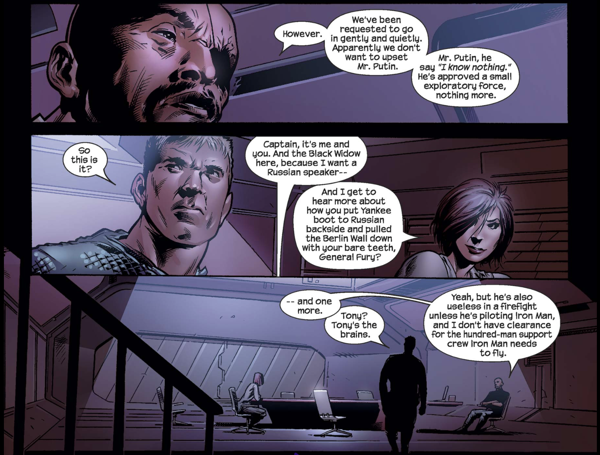 However.
We've been
requested to go
in gently and quietly.
Apparently we don't
want to upset
Mr. Putin.
Mr. Putin, he
say "I know nothing."
He's approved a small
exploratory force,
nothing more.
So
this is
it?
Captain, it's me and
you. And the Black Widow
here, because I want a
Russian speaker--
And I get to
hear more about
how you put Yankee
boot to Russian
backside and pulled
the Berlin Wall down
with your bare teeth,
General Fury?
-- and one
more.
Tony?
Tony's the
brains.
Yeah, but he's also
useless in a firefight
unless he's piloting Iron Man,
and I don't have clearance
for the hundred-man support
crew Iron Man needs
to fly.